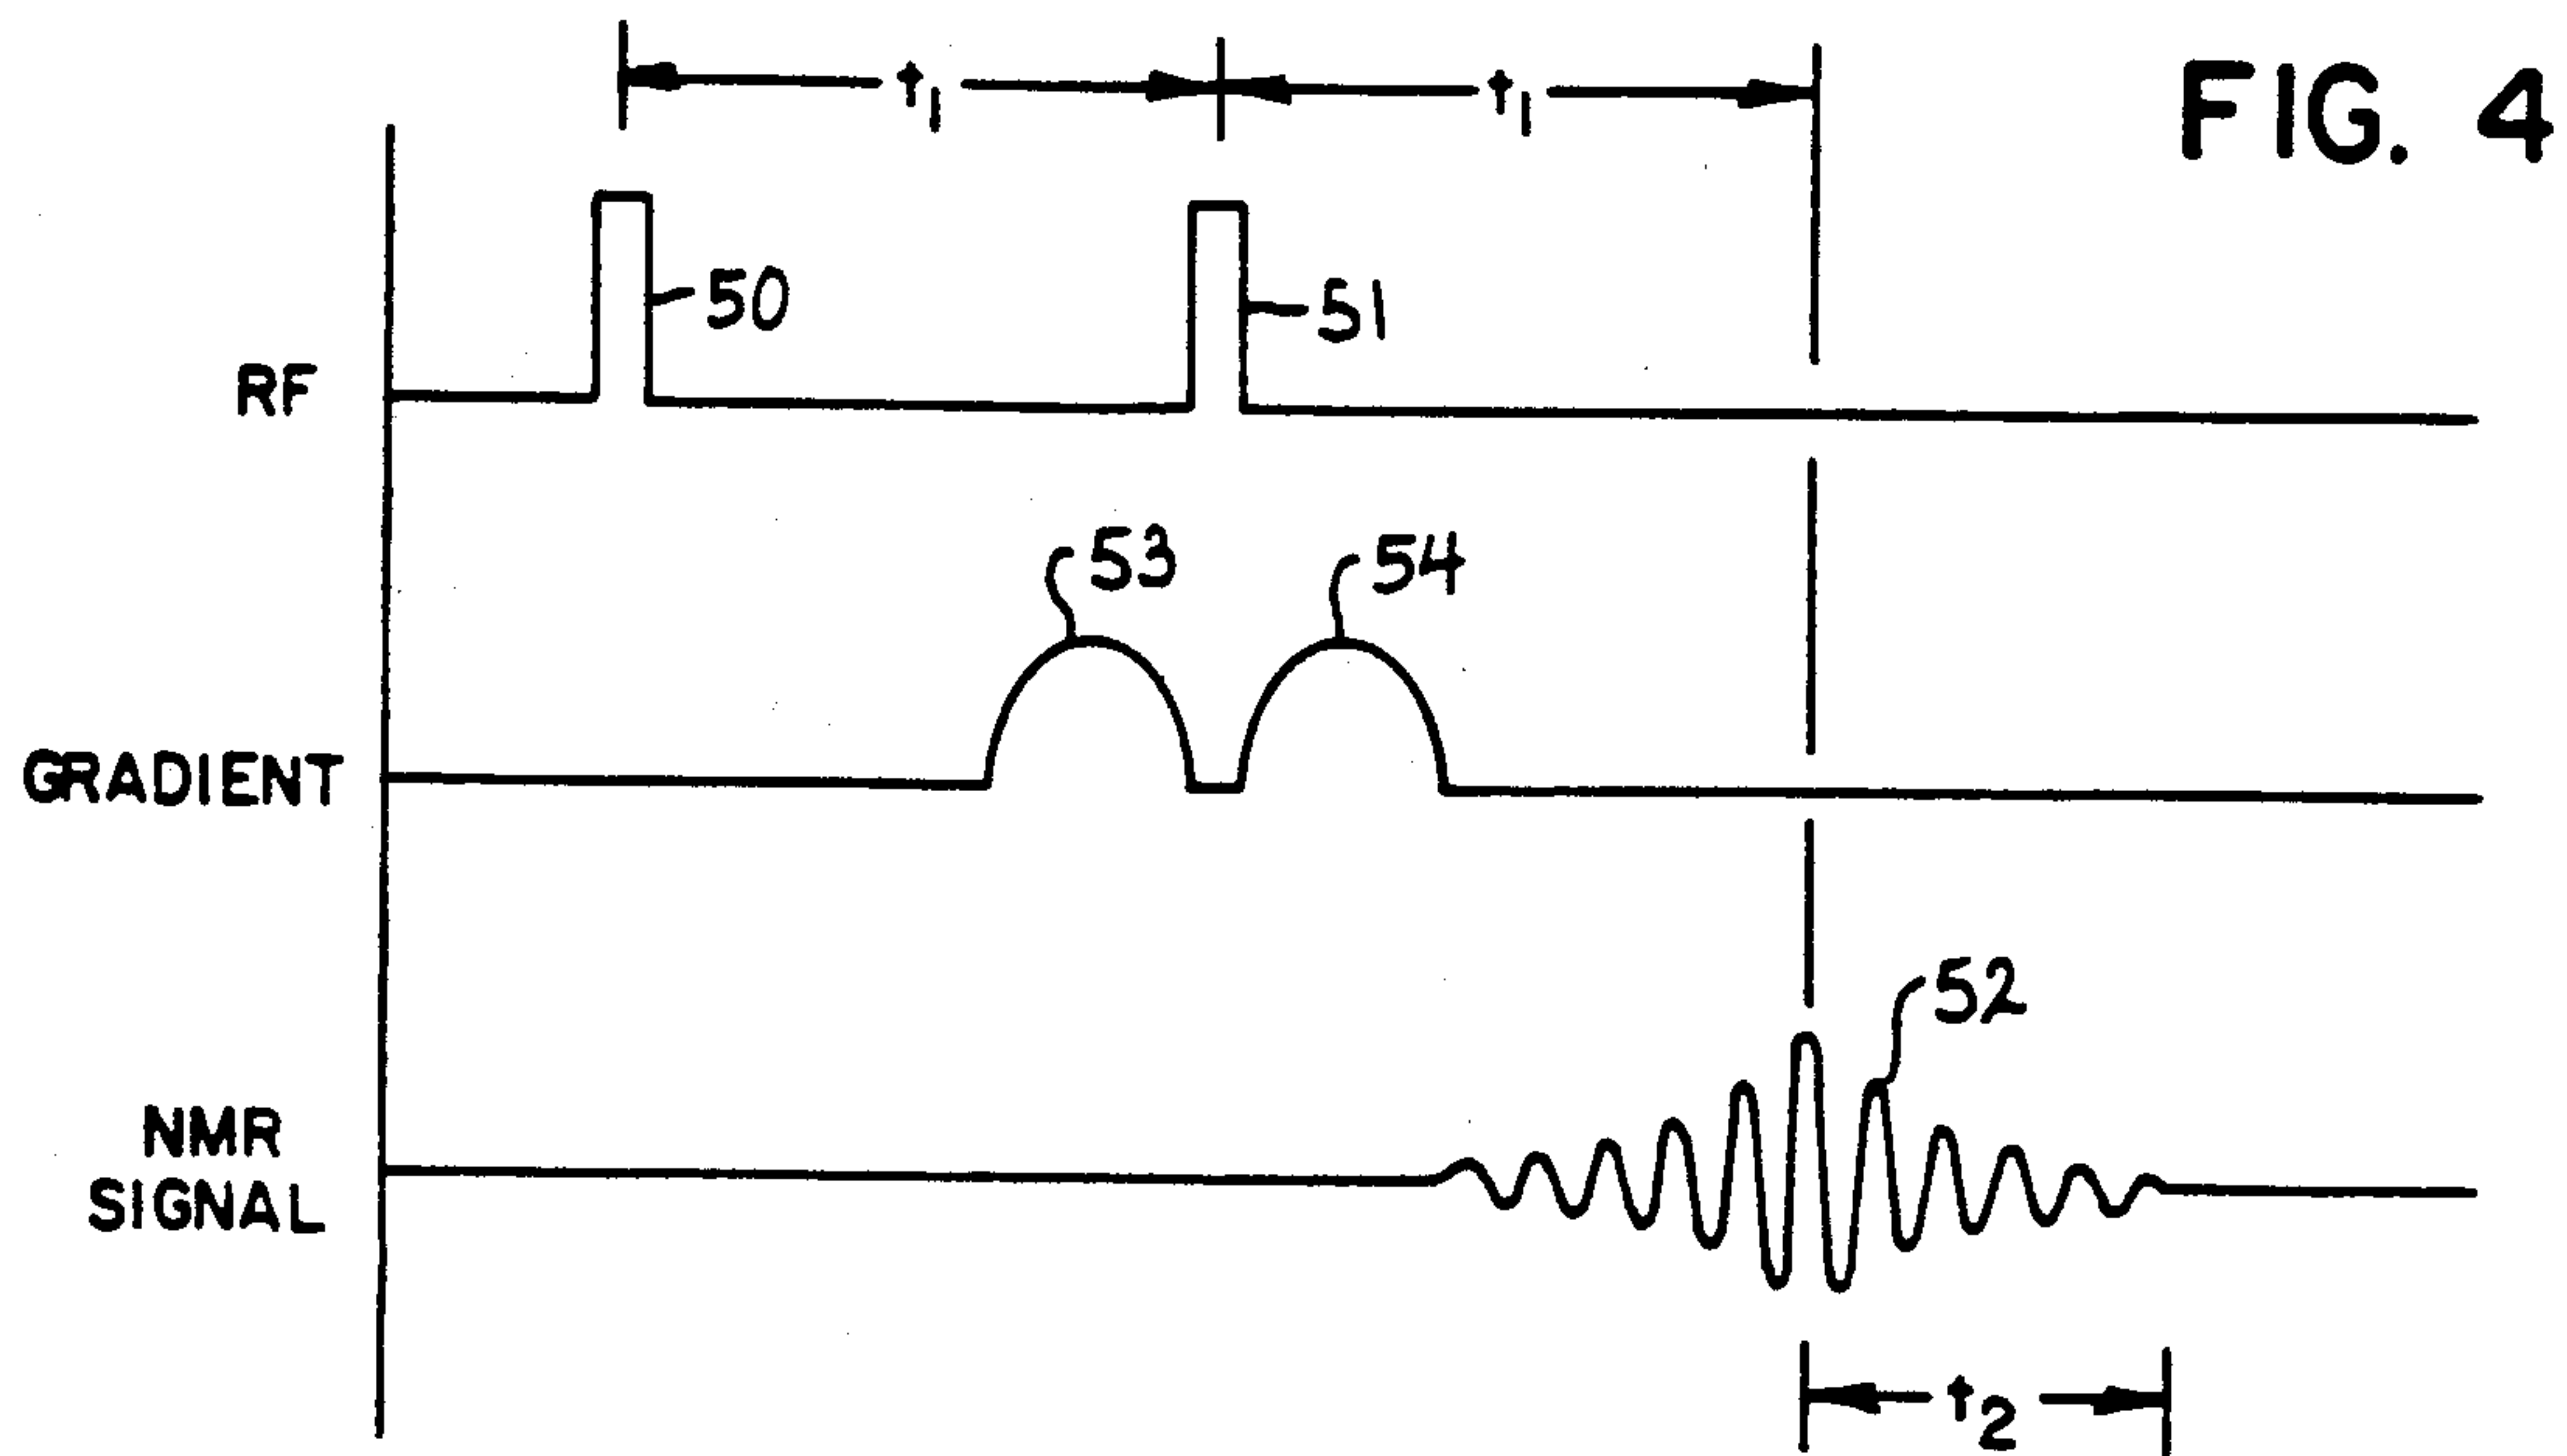 t1 t1
FIG. 4
50
51
RF
53
54
GRADIENT
52
NMR
SIGNAL
t2